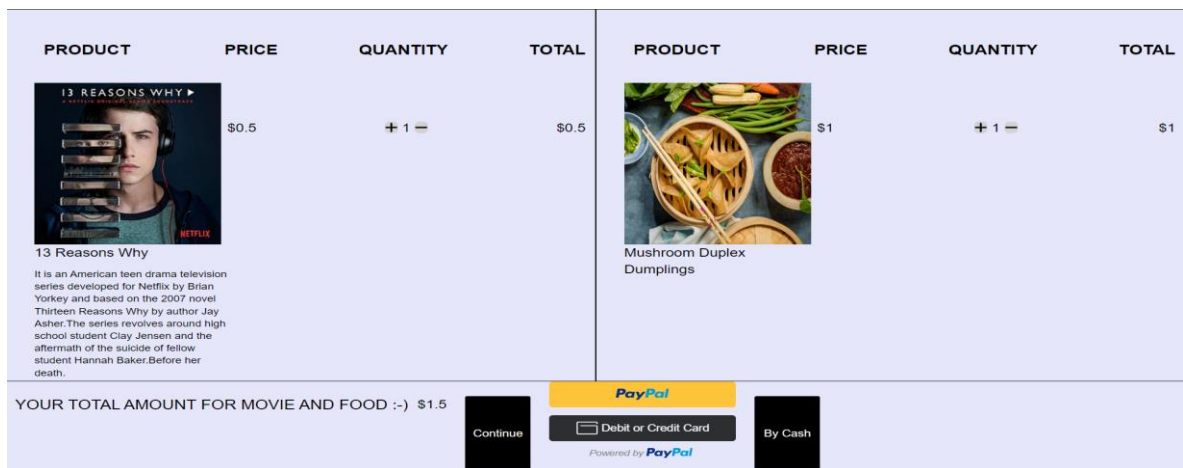 PRODUCT PRICE QUANTITY TOTAL
13 REASONS WHY
A NETFLIX ORIGINAL SERIES SOUNDTRACK
NETFLIX
$0.5 + 1 − $0.5
13 Reasons Why
It is an American teen drama television
series developed for Netflix by Brian
Yorkey and based on the 2007 novel
Thirteen Reasons Why by author Jay
Asher.The series revolves around high
school student Clay Jensen and the
aftermath of the suicide of fellow
student Hannah Baker.Before her
death.
PRODUCT PRICE QUANTITY TOTAL
$1 + 1 − $1
Mushroom Duplex
Dumplings
YOUR TOTAL AMOUNT FOR MOVIE AND FOOD :-) $1.5
Continue
PayPal
Debit or Credit Card
Powered by PayPal
By Cash